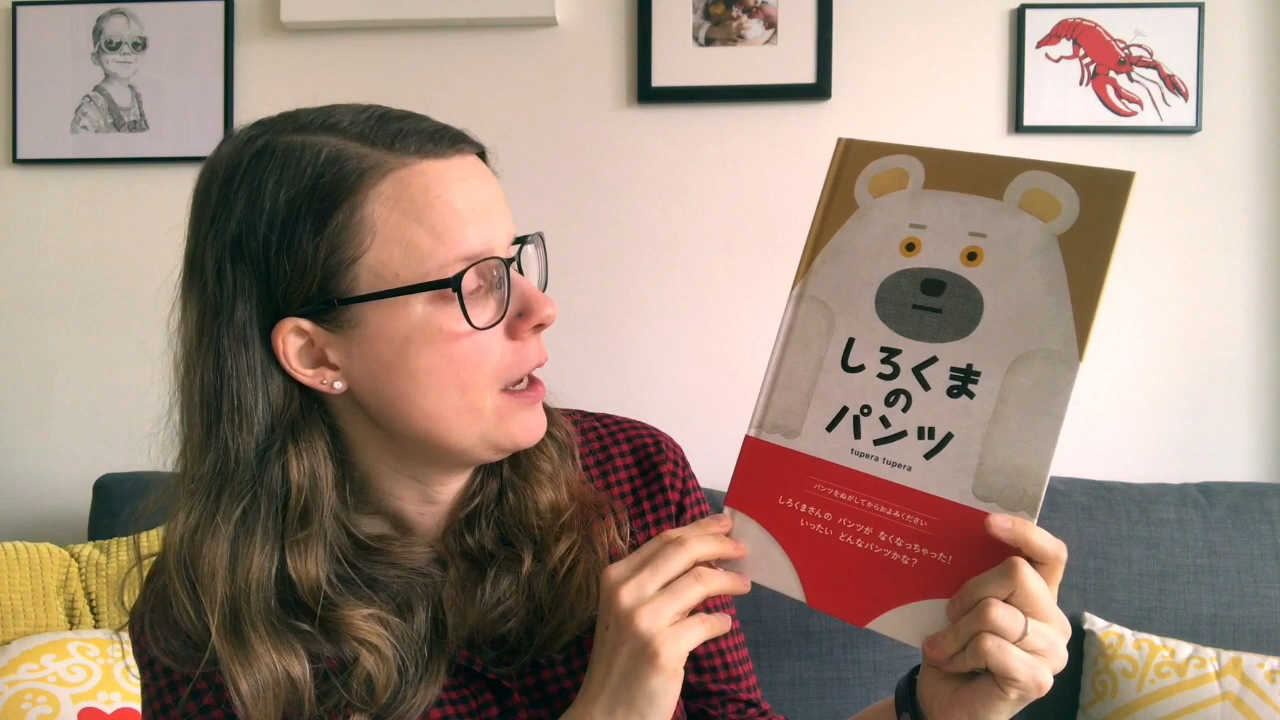 しろくま
の
パンツ
tupera tupera
パンツをぬがしてからおよみください
しろくまさんの パンツが なくなっちゃった!
いったい どんなパンツかな?